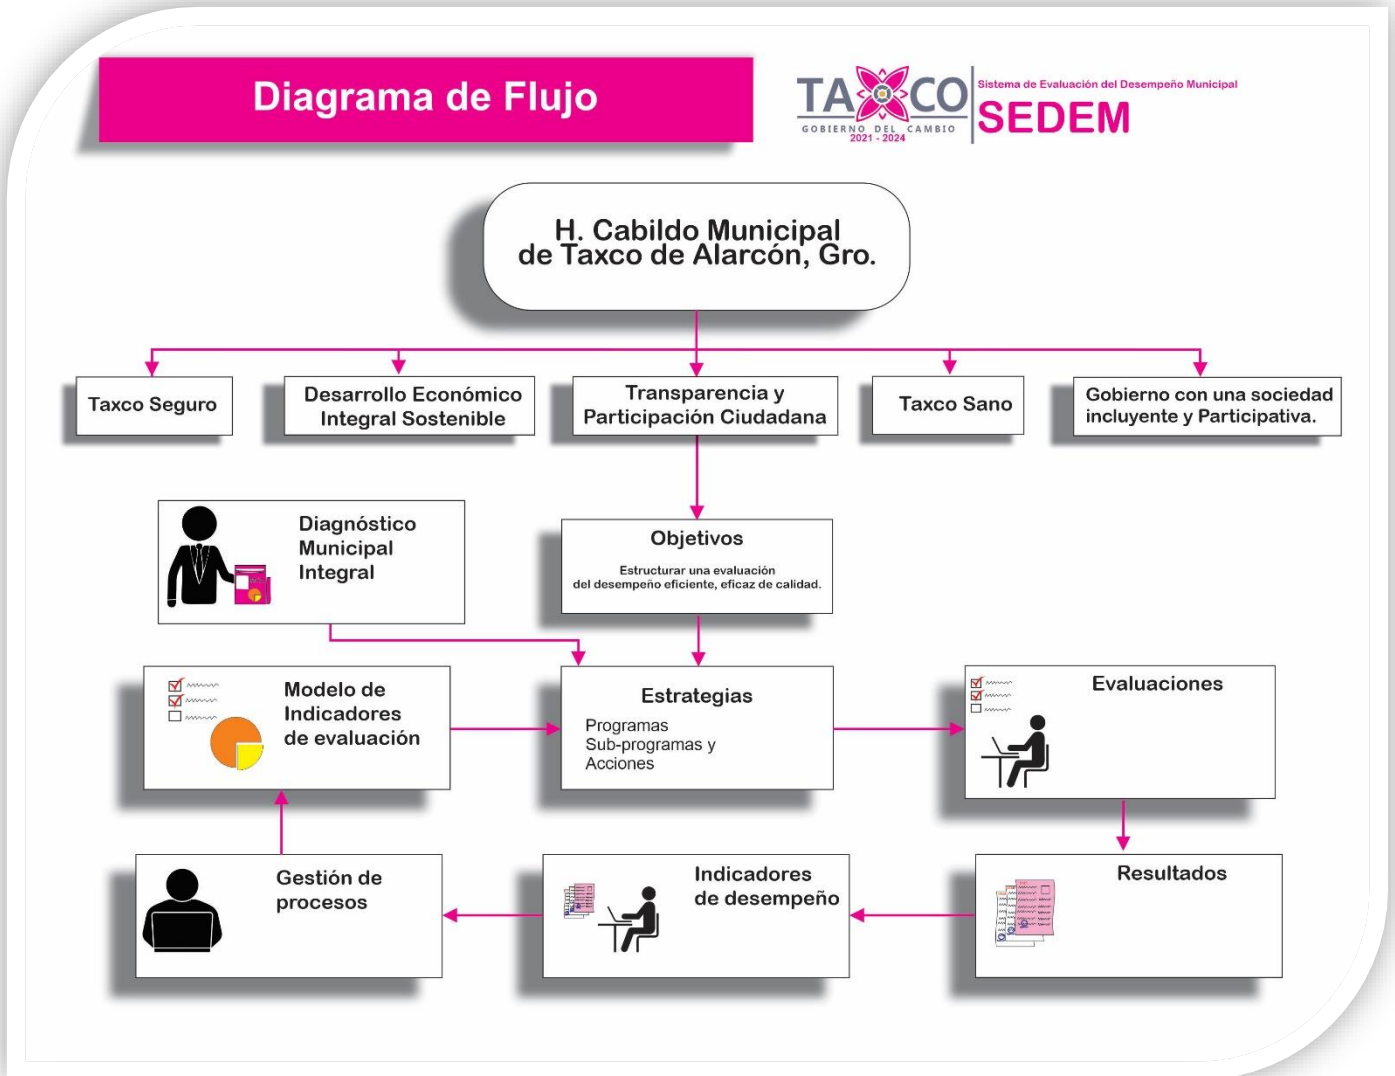 Diagrama de Flujo
TAXCO
GOBIERNO DEL CAMBIO
2021 - 2024
Sistema de Evaluación del Desempeño Municipal
SEDEM
H. Cabildo Municipal
de Taxco de Alarcón, Gro.
Taxco Seguro
Desarrollo Económico
Integral Sostenible
Transparencia y
Participación Ciudadana
Taxco Sano
Gobierno con una sociedad
incluyente y Participativa.
Diagnóstico
Municipal
Integral
Objetivos
Estructurar una evaluación
del desempeño eficiente, eficaz de calidad.
Modelo de
Indicadores
de evaluación
Estrategias
Programas
Sub-programas y
Acciones
Evaluaciones
Gestión de
procesos
Indicadores
de desempeño
Resultados